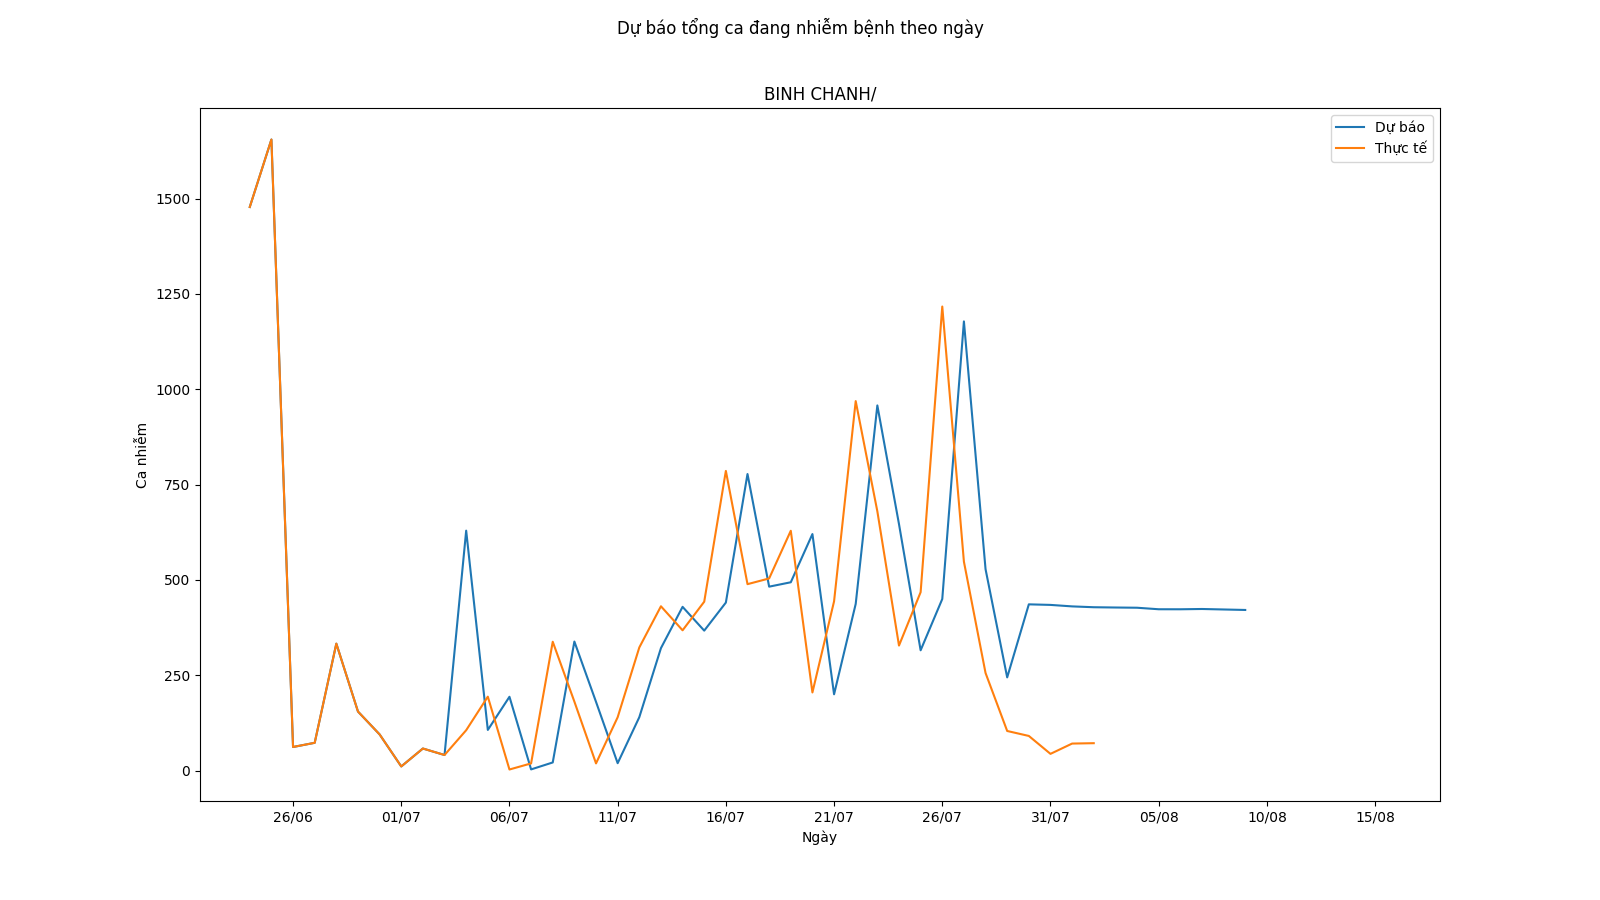 Dự báo tổng ca đang nhiễm bệnh theo ngày
BINH CHANH/
Dự báo
Thực tế
Ca nhiễm
1500
1250
1000
750
500
250
0
26/06 01/07 06/07 11/07 16/07 21/07 26/07 31/07 05/08 10/08 15/08
Ngày